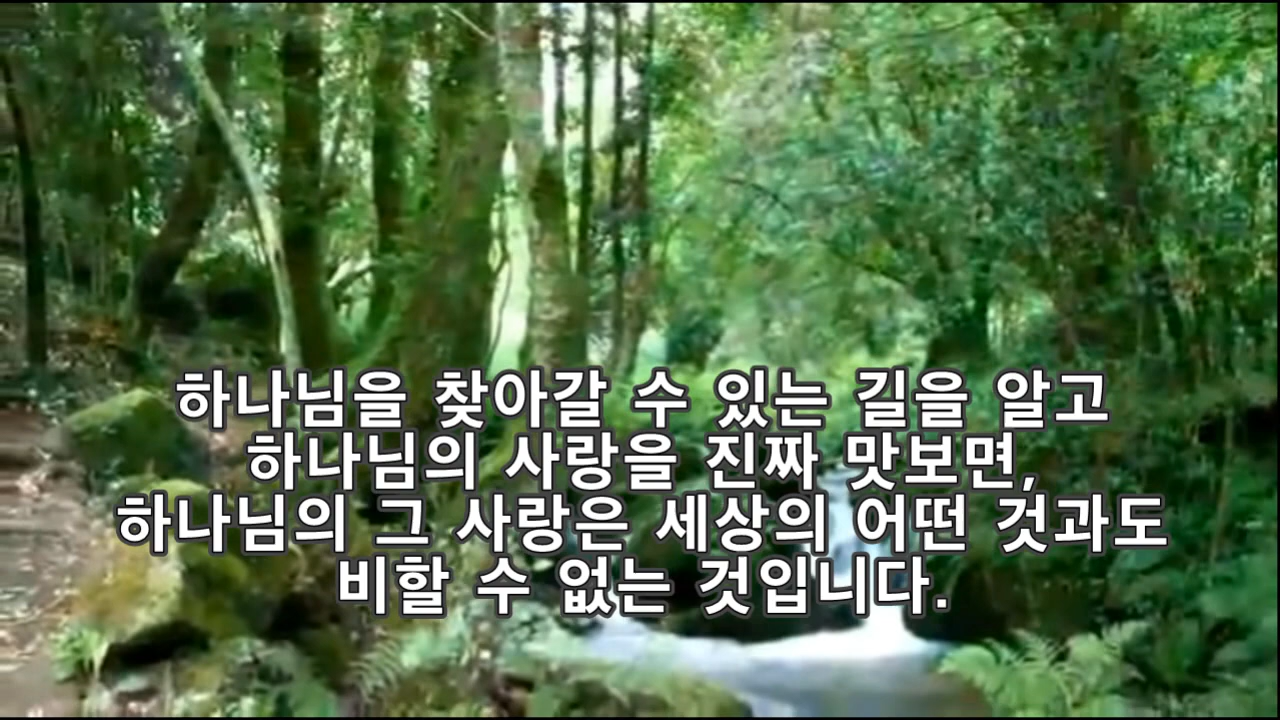 하나님을 찾아갈 수 있는 길을 알고
하나님의 사랑을 진짜 맛보면,
하나님의 그 사랑은 세상의 어떤 것과도
비할 수 없는 것입니다.